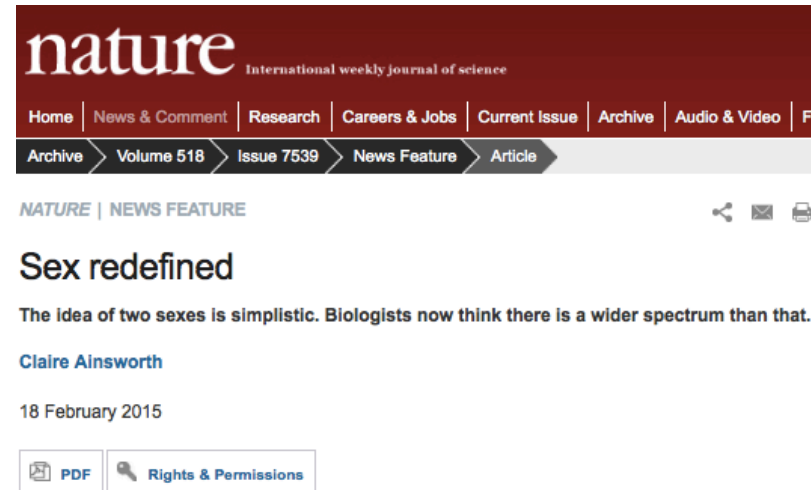 nature International weekly journal of science
Home News & Comment Research Careers & Jobs Current Issue Archive Audio & Video F
Archive Volume 518 Issue 7539 News Feature Article
NATURE | NEWS FEATURE
Sex redefined
The idea of two sexes is simplistic. Biologists now think there is a wider spectrum than that.
Claire Ainsworth
18 February 2015
PDF Rights & Permissions